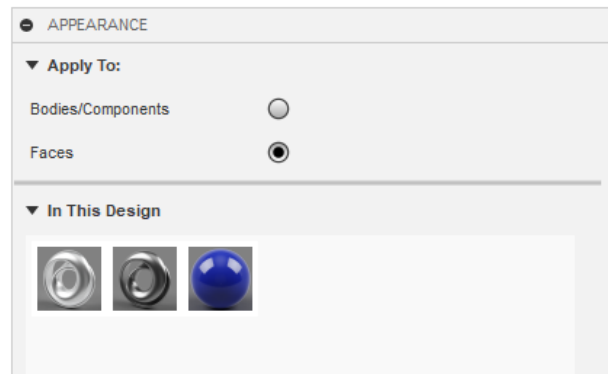 APPEARANCE
Apply To:
Bodies/Components
Faces
In This Design